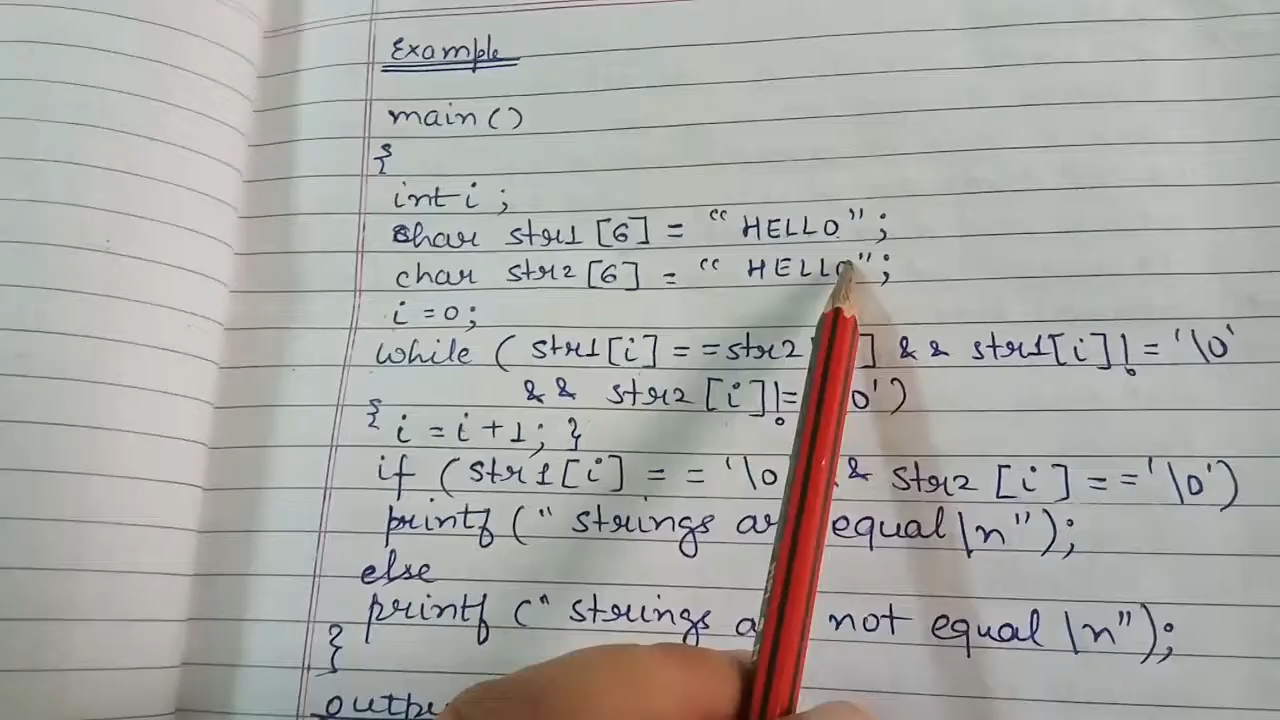 Example
main()
{
int i ;
char str1 [6] = "HELLO" ;
char str2 [6] = "HELLO" ;
i = 0;
while ( str1[i] = = str2 ] && str1[i] != '\0'
&& str2 [i] != \0')
{ i = i + 1; }
if ( str1[i] = = '\0 & str2 [i] = = '\0')
printf (" strings equal \n");
else
printf (" strings not equal \n");
}